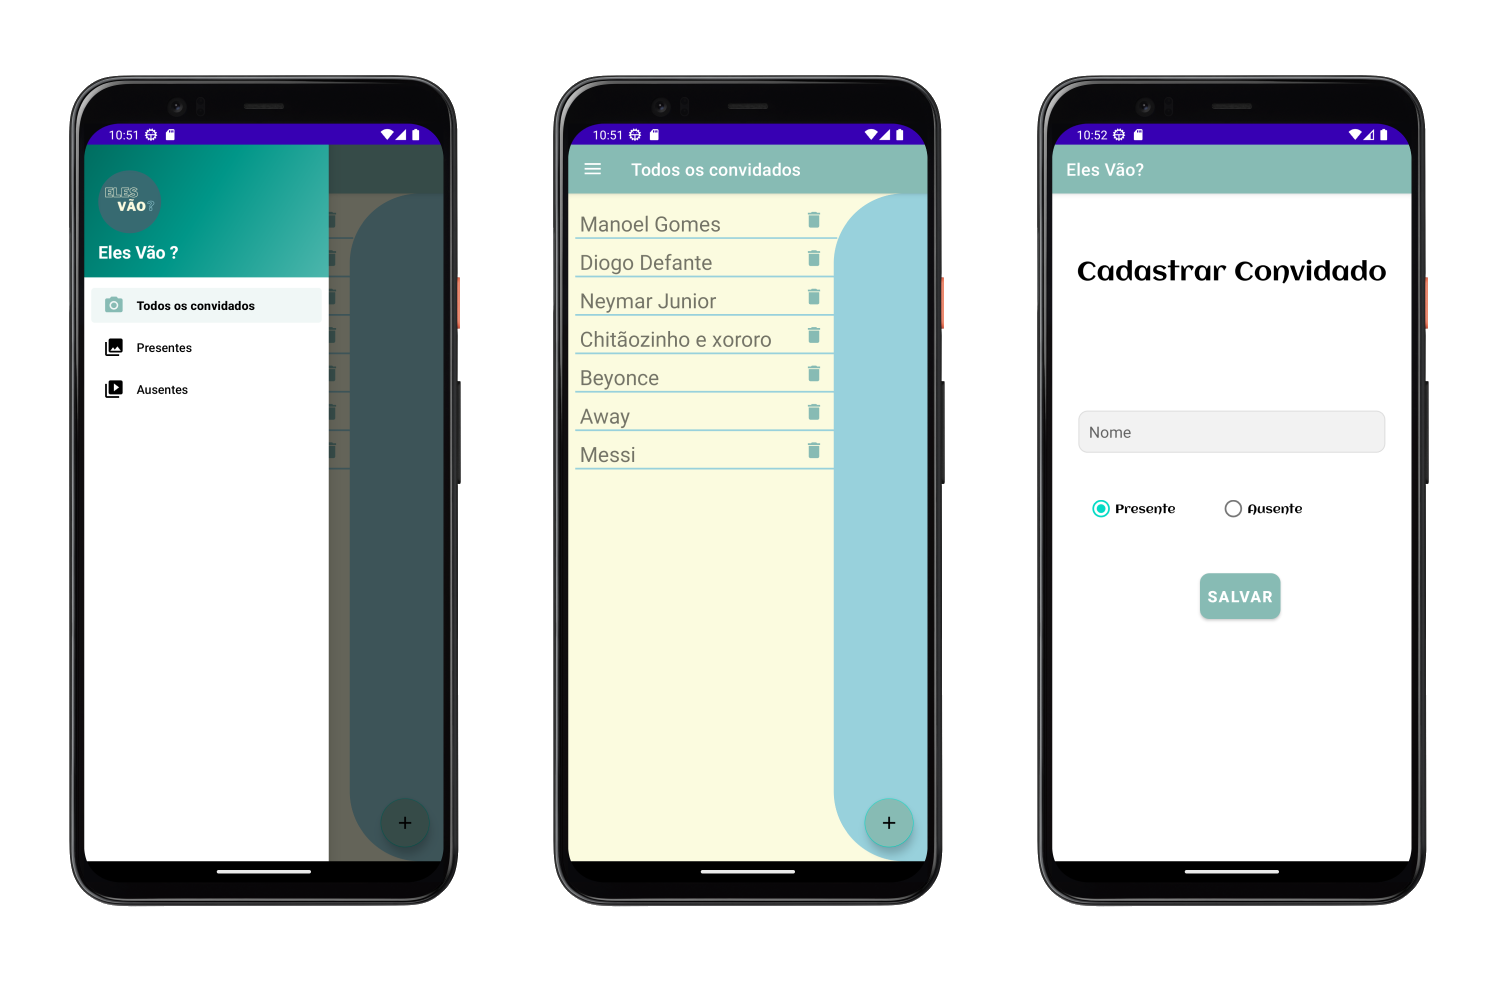 10:51
ELES
VÃO?
Eles Vão ?
Todos os convidados
Presentes
Ausentes
10:51
Todos os convidados
Manoel Gomes
Diogo Defante
Neymar Junior
Chitãozinho e xororo
Beyonce
Away
Messi
10:52
Eles Vão?
Cadastrar Convidado
Nome
Presente
Ausente
SALVAR